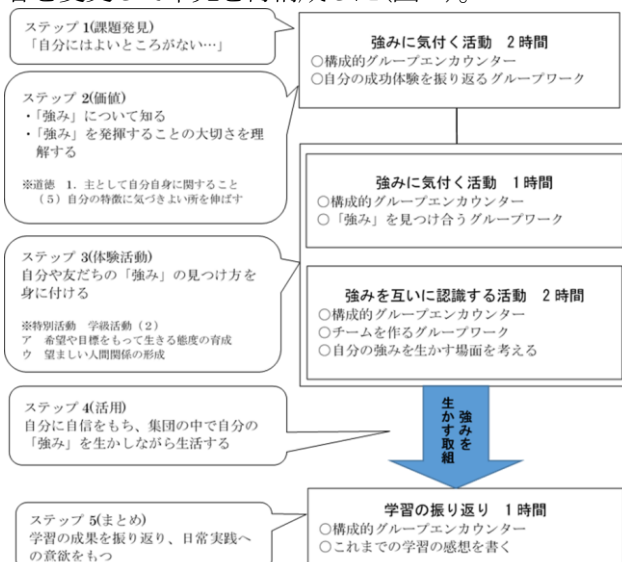 ステップ 1(課題発見)
「自分にはよいところがない…」
強みに気付く活動 2時間
○構成的グループエンカウンター
○自分の成功体験を振り返るグループワーク
ステップ 2(価値)
・「強み」について知る
・「強み」を発揮することの大切さを理
解する
※道徳 1．主として自分自身に関すること
(5) 自分の特徴に気づきよい所を伸ばす
強みに気付く活動 1時間
○構成的グループエンカウンター
○「強み」を見つけ合うグループワーク
ステップ 3(体験活動)
自分や友だちの「強み」の見つけ方を
身に付ける
※特別活動 学級活動 (2)
ア 希望や目標をもって生きる態度の育成
ウ 望ましい人間関係の形成
強みを互いに認識する活動 2時間
○構成的グループエンカウンター
○チームを作るグループワーク
○自分の強みを生かす場面を考える
ステップ 4(活用)
自分に自信をもち、集団の中で自分の
「強み」を生かしながら生活する
強みを
生かす取組
ステップ 5(まとめ)
学習の成果を振り返り、日常実践へ
の意欲をもつ
学習の振り返り 1時間
○構成的グループエンカウンター
○これまでの学習の感想を書く